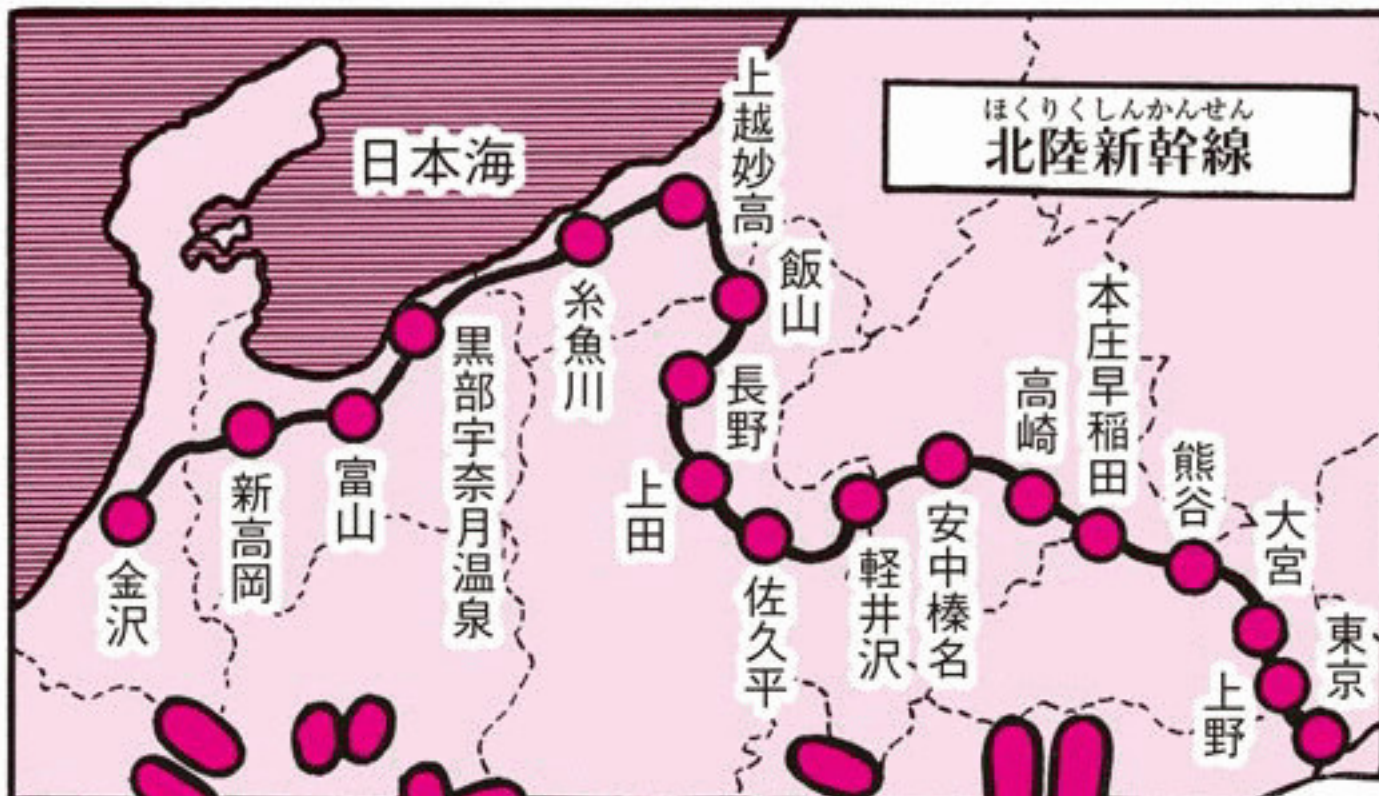 ほくりくしんかんせん
北陸新幹線
日本海
上越妙高
飯山
糸魚川
黒部宇奈月温泉
長野
富山
新高岡
金沢
上田
佐久平
軽井沢
安中榛名
高崎
本庄早稲田
熊谷
大宮
上野
東京